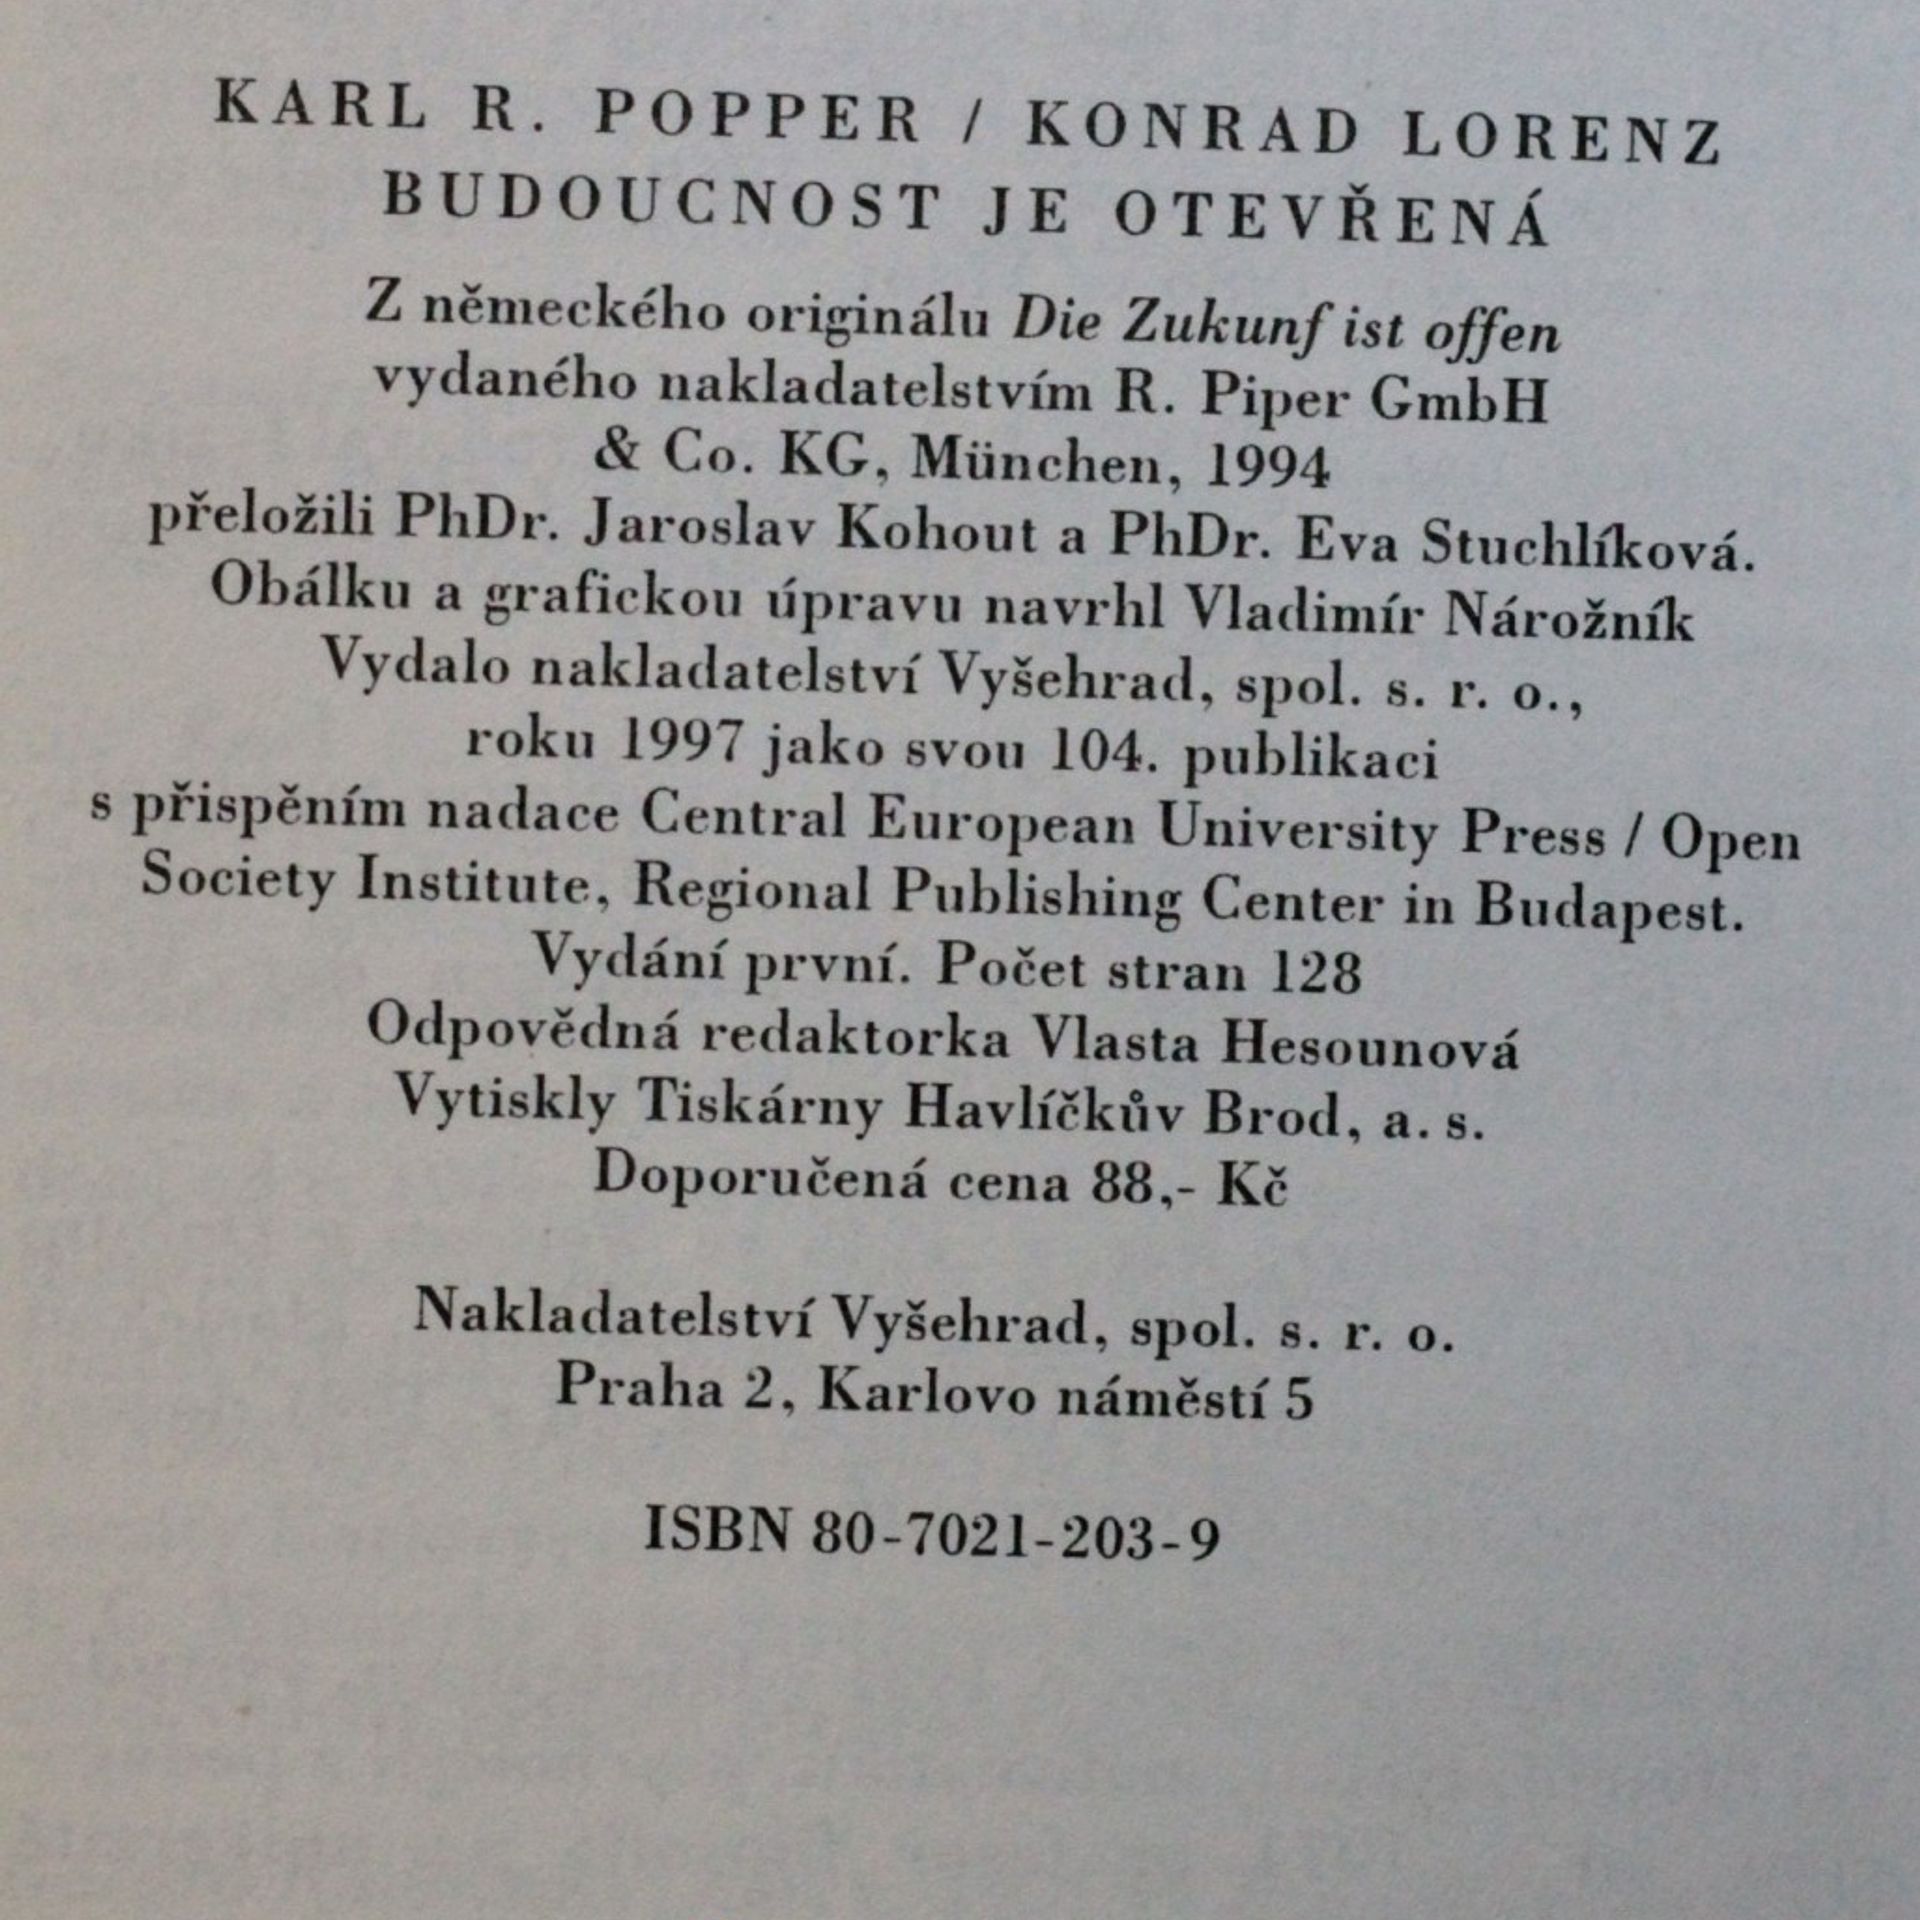 KARL R. POPPER / KONRAD LORENZ
BUDOUCNOST JE OTEVŘENÁ
Z německého originálu Die Zukunf ist offen
vydaného nakladatelstvím R. Piper GmbH
& Co. KG, München, 1994
přeložili PhDr. Jaroslav Kohout a PhDr. Eva Stuchlíková.
Obálku a grafickou úpravu navrhl Vladimír Nárožník
Vydalo nakladatelství Vyšehrad, spol. s. r. o.,
roku 1997 jako svou 104. publikaci
s přispěním nadace Central European University Press / Open
Society Institute, Regional Publishing Center in Budapest.
Vydání první. Počet stran 128
Odpovědná redaktorka Vlasta Hesounová
Vytiskly Tiskárny Havlíčkův Brod, a. s.
Doporučená cena 88,- Kč
Nakladatelství Vyšehrad, spol. s. r. o.
Praha 2, Karlovo náměstí 5
ISBN 80-7021-203-9